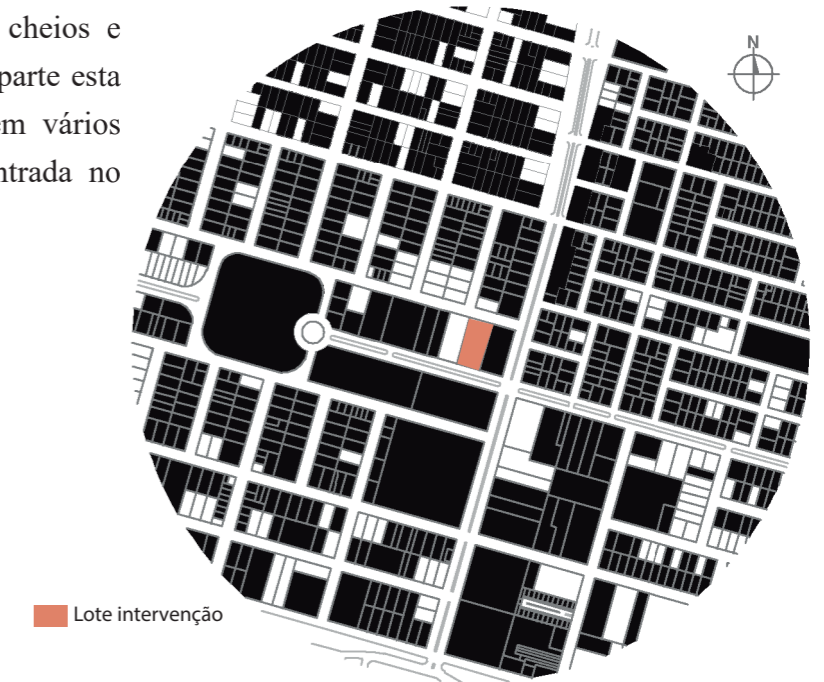 cheios e
parte esta
em vários
ntrada no
N
Lote intervenção